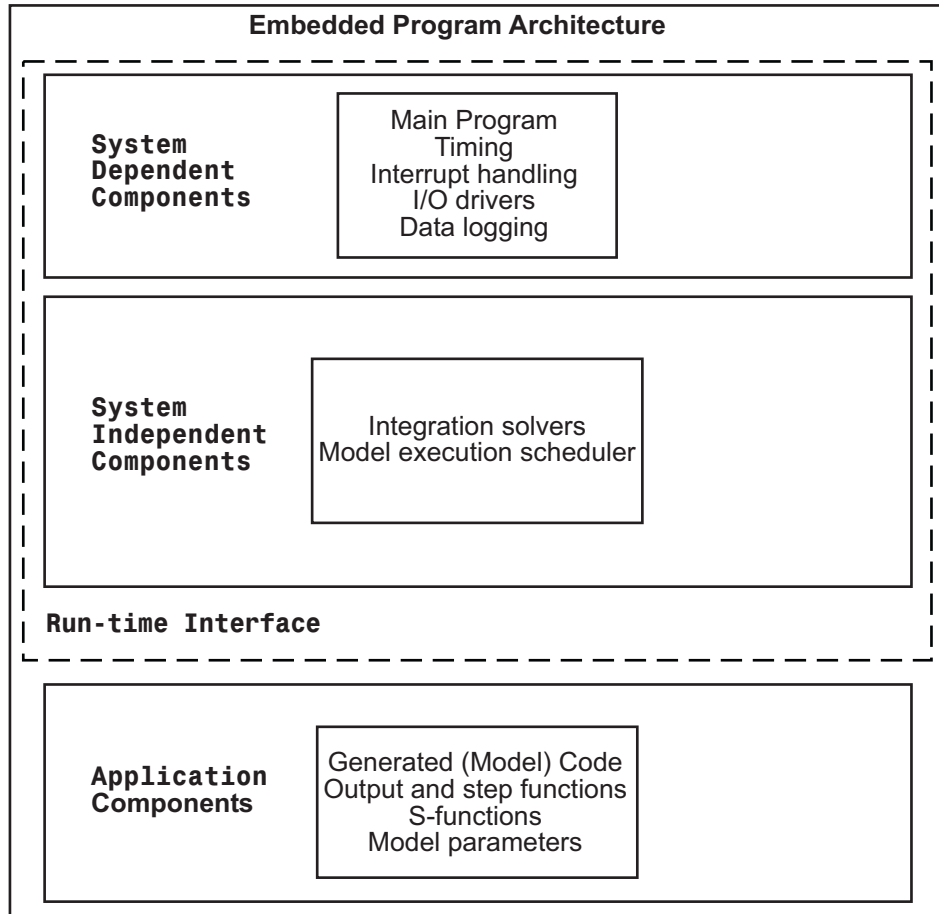 Embedded Program Architecture
System
Dependent
Components
Main Program
Timing
Interrupt handling
I/O drivers
Data logging
System
Independent
Components
Integration solvers
Model execution scheduler
Run-time Interface
Application
Components
Generated (Model) Code
Output and step functions
S-functions
Model parameters